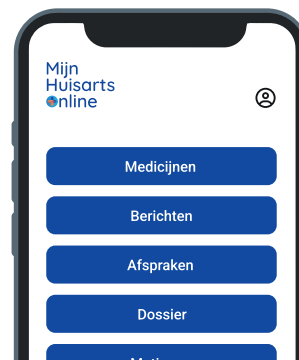 Mijn
Huisarts
Online
Medicijnen
Berichten
Afspraken
Dossier